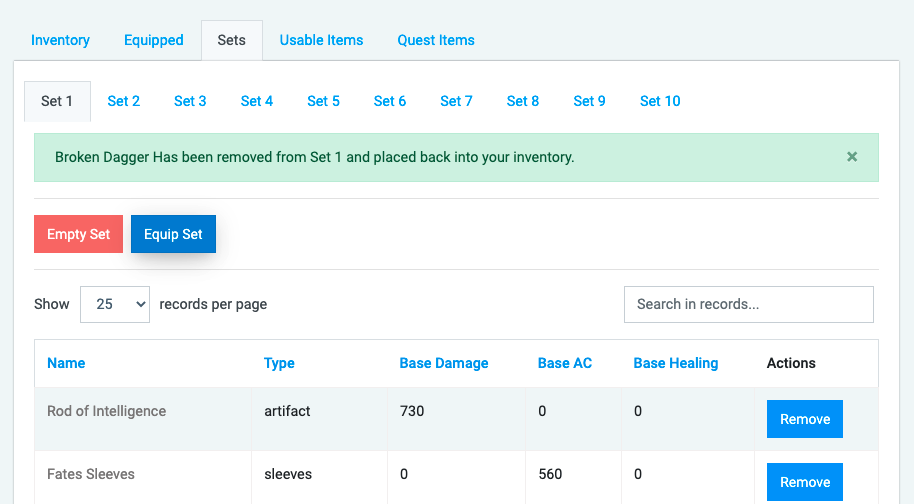 Inventory Equipped Sets Usable Items Quest Items
Set 1 Set 2 Set 3 Set 4 Set 5 Set 6 Set 7 Set 8 Set 9 Set 10
Broken Dagger Has been removed from Set 1 and placed back into your inventory. ×
Empty Set Equip Set
Show 25 records per page Search in records...
Name Type Base Damage Base AC Base Healing Actions
Rod of Intelligence artifact 730 0 0 Remove
Fates Sleeves sleeves 0 560 0 Remove